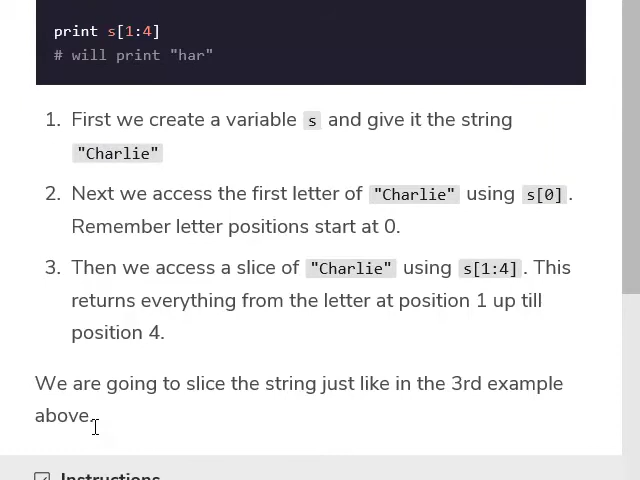 print s[1:4]
# will print "har"
1. First we create a variable s and give it the string
"Charlie"
2. Next we access the first letter of "Charlie" using s[0].
Remember letter positions start at 0.
3. Then we access a slice of "Charlie" using s[1:4]. This
returns everything from the letter at position 1 up till
position 4.
We are going to slice the string just like in the 3rd example
above.
Instructions